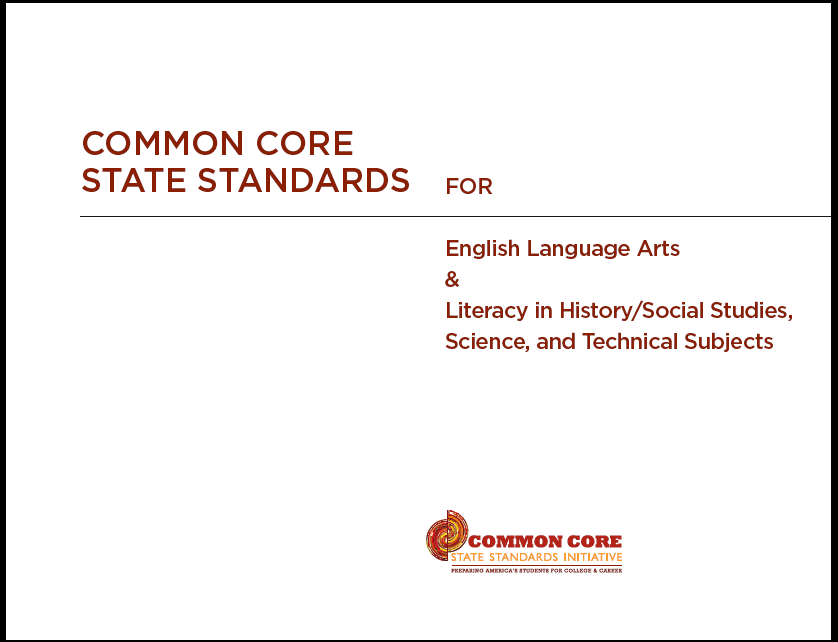 COMMON CORE
STATE STANDARDS FOR
English Language Arts
&
Literacy in History/Social Studies,
Science, and Technical Subjects
COMMON CORE
STATE STANDARDS INITIATIVE
PREPARING AMERICA'S STUDENTS FOR COLLEGE & CAREER